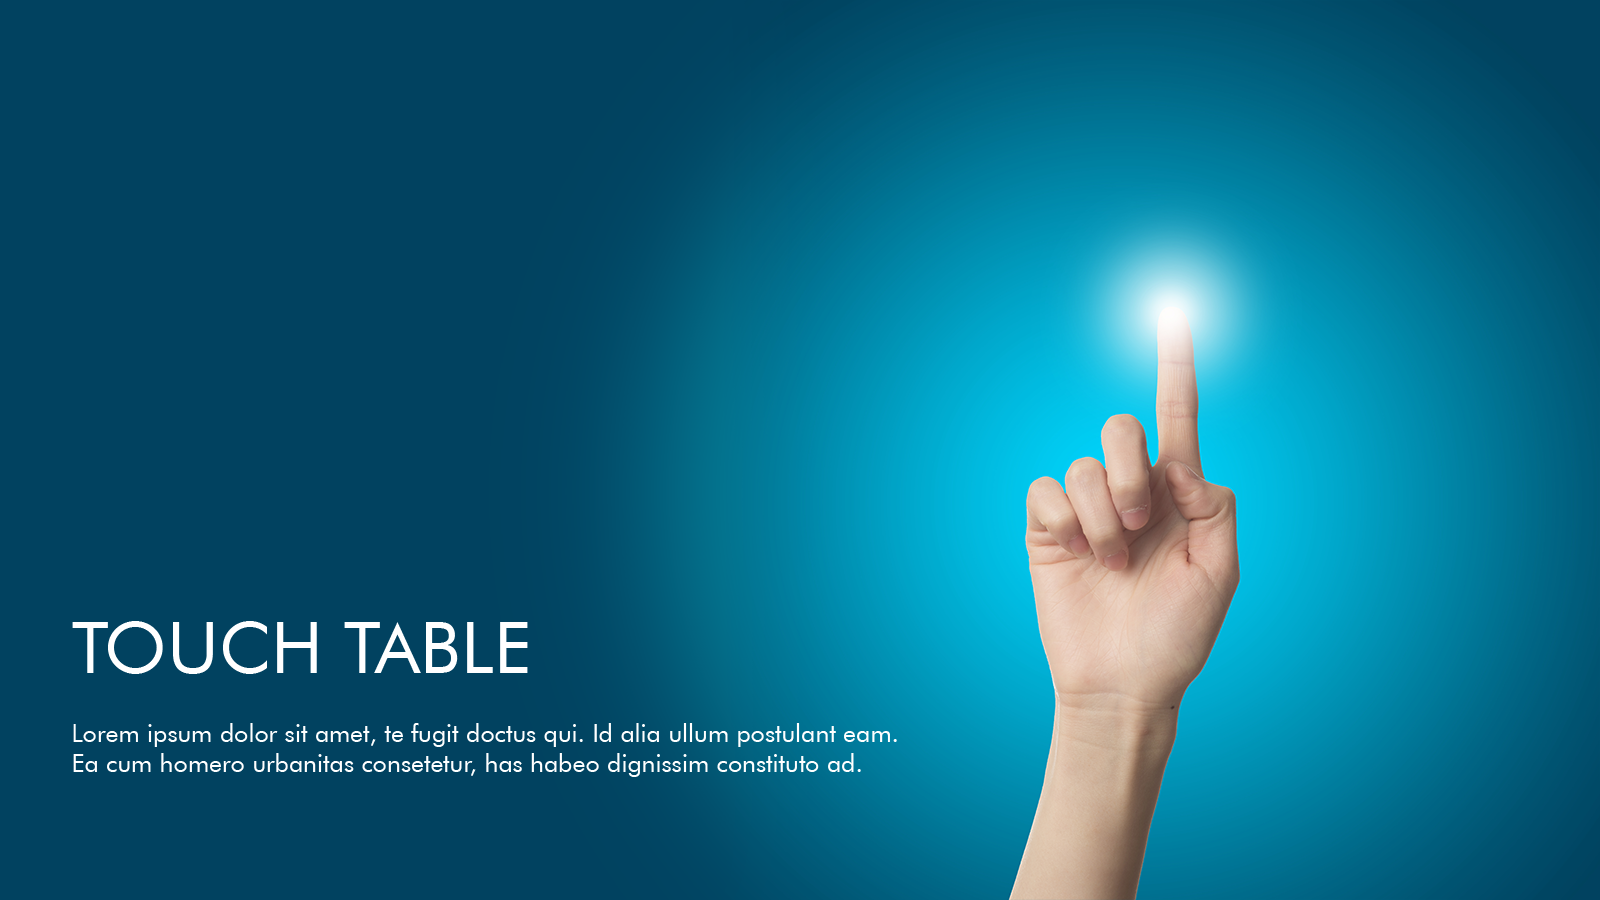 TOUCH TABLE
Lorem ipsum dolor sit amet, te fugit doctus qui. Id alia ullum postulant eam.
Ea cum homero urbanitas consetetur, has habeo dignissim constituto ad.